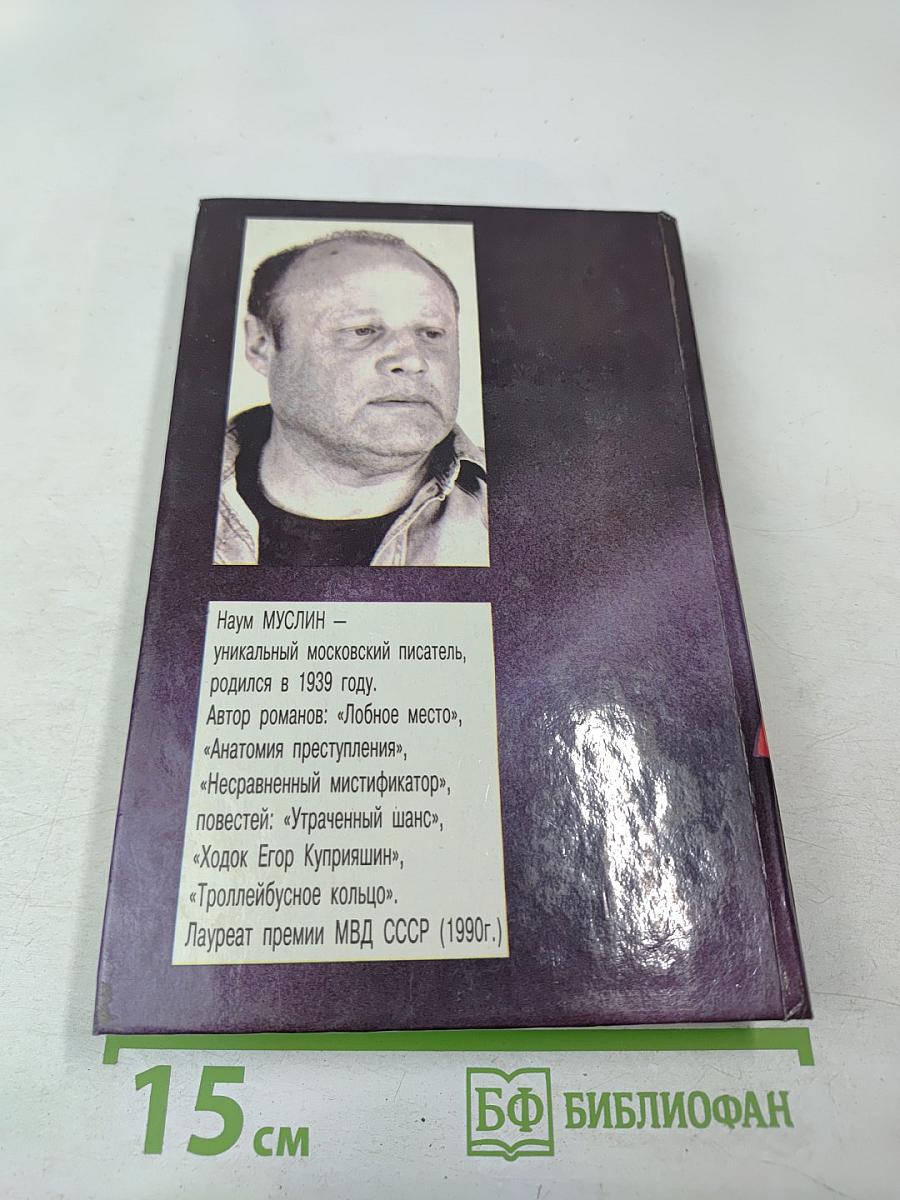 Наум МУСЛИН –
уникальный московский писатель,
родился в 1939 году.
Автор романов: «Лобное место»,
«Анатомия преступления»,
«Несравненный мистификатор»,
повестей: «Утраченный шанс»,
«Ходок Егор Куприяшин»,
«Троллейбусное кольцо».
Лауреат премии МВД СССР (1990г.)
15 см
БФ БИБЛИОФАН